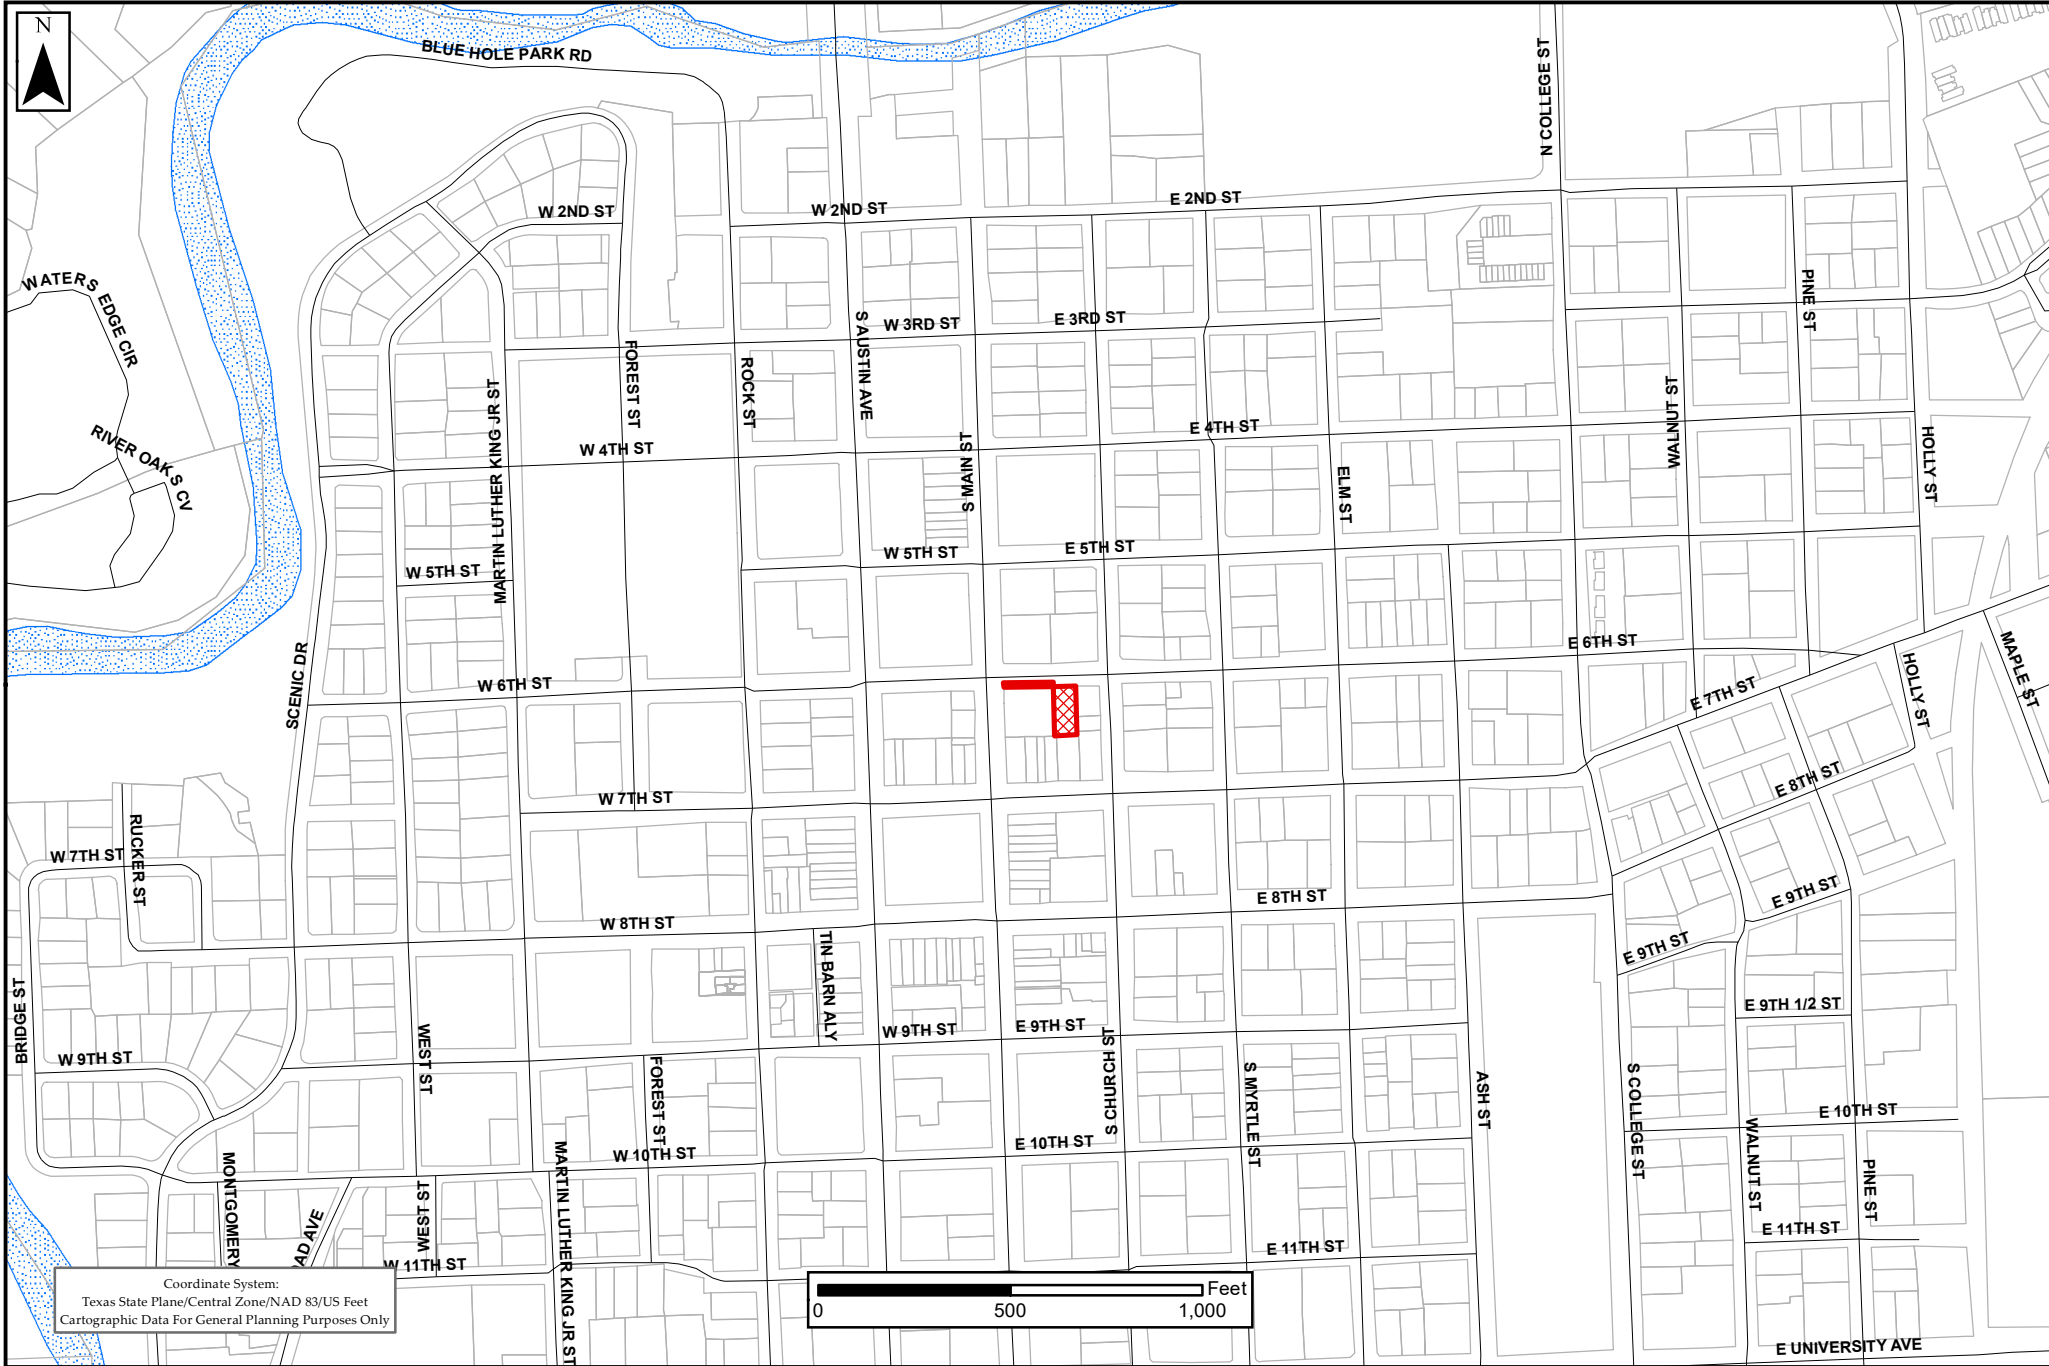 N
BLUE HOLE PARK RD
N COLLEGE ST
W 2ND ST
W 2ND ST
E 2ND ST
WATERS EDGE CIR
PINE ST
S AUSTIN AVE
W 3RD ST
E 3RD ST
FOREST ST
ROCK ST
MARTIN LUTHER KING JR ST
WALNUT ST
RIVER OAKS CV
W 4TH ST
E 4TH ST
S MAIN ST
ELM ST
HOLLY ST
W 5TH ST
W 5TH ST
E 5TH ST
SCENIC DR
W 6TH ST
E 6TH ST
MAPLE ST
HOLLY ST
E 7TH ST
W 7TH ST
E 8TH ST
RUCKER ST
W 7TH ST
E 8TH ST
E 9TH ST
W 8TH ST
TIN BARN ALY
E 9TH ST
BRIDGE ST
W 9TH ST
WEST ST
W 9TH ST
E 9TH ST
E 9TH 1/2 ST
S CHURCH ST
FOREST ST
S MYRTLE ST
ASH ST
S COLLEGE ST
E 10TH ST
WALNUT ST
E 10TH ST
W 10TH ST
MONTGOMERY
MARTIN LUTHER KING JR ST
PINE ST
WEST ST
AD AVE
E 11TH ST
E 11TH ST
W 11TH ST
Coordinate System:
Texas State Plane/Central Zone/NAD 83/US Feet
Cartographic Data For General Planning Purposes Only
Feet
0 500 1,000
E UNIVERSITY AVE